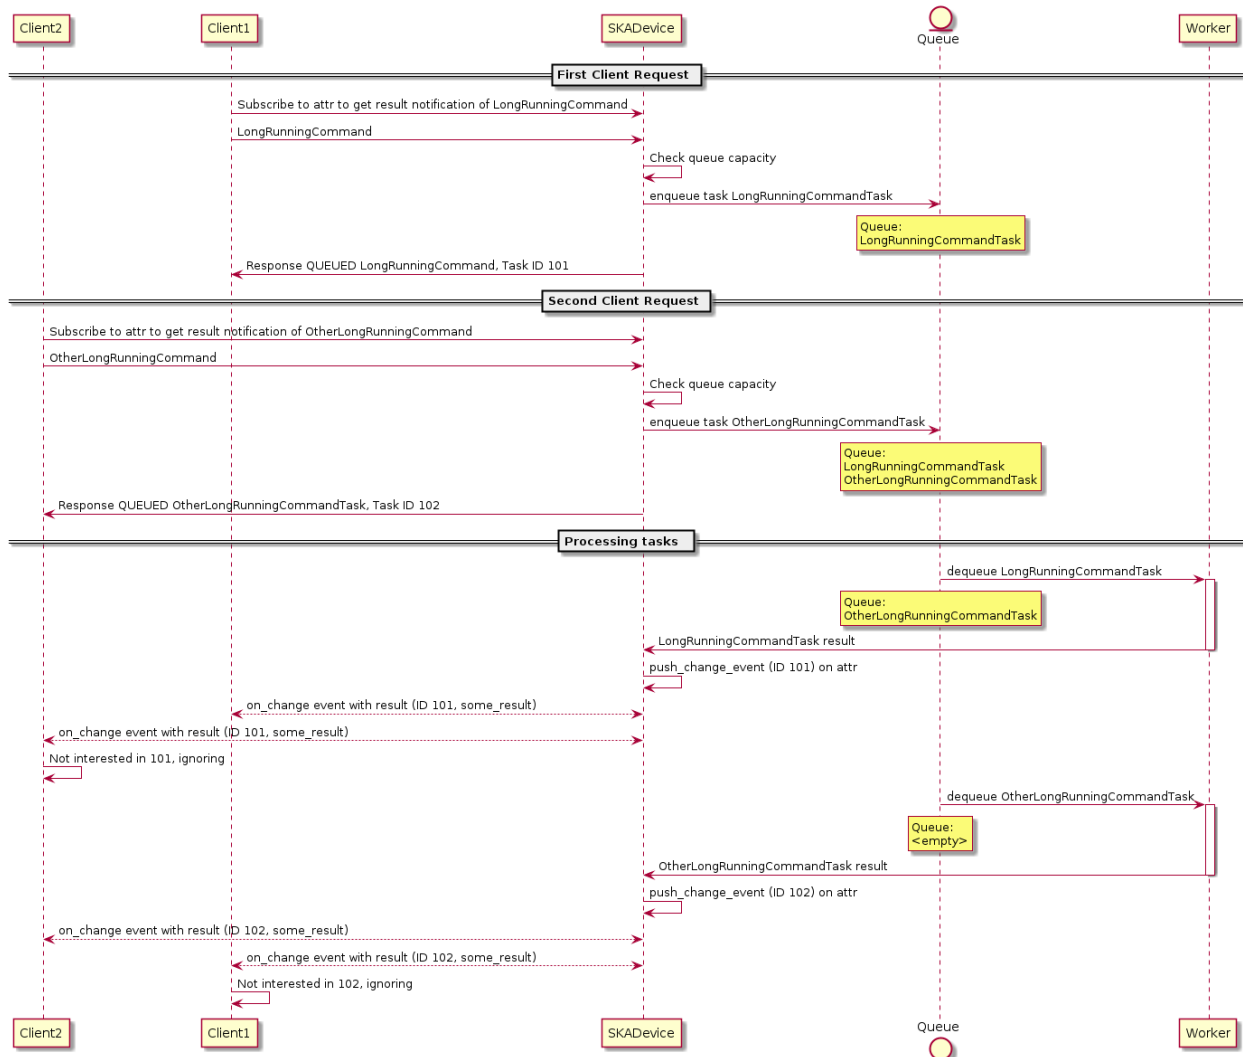 Client2
Client1
SKADevice
Queue
Worker
First Client Request
Subscribe to attr to get result notification of LongRunningCommand
LongRunningCommand
Check queue capacity
enqueue task LongRunningCommandTask
Queue:
LongRunningCommandTask
Response QUEUED LongRunningCommand, Task ID 101
Second Client Request
Subscribe to attr to get result notification of OtherLongRunningCommand
OtherLongRunningCommand
Check queue capacity
enqueue task OtherLongRunningCommandTask
Queue:
LongRunningCommandTask
OtherLongRunningCommandTask
Response QUEUED OtherLongRunningCommandTask, Task ID 102
Processing tasks
dequeue LongRunningCommandTask
Queue:
OtherLongRunningCommandTask
LongRunningCommandTask result
push_change_event (ID 101) on attr
on_change event with result (ID 101, some_result)
on_change event with result (ID 101, some_result)
Not interested in 101, ignoring
dequeue OtherLongRunningCommandTask
Queue:
<empty>
OtherLongRunningCommandTask result
push_change_event (ID 102) on attr
on_change event with result (ID 102, some_result)
on_change event with result (ID 102, some_result)
Not interested in 102, ignoring
Client2
Client1
SKADevice
Queue
Worker